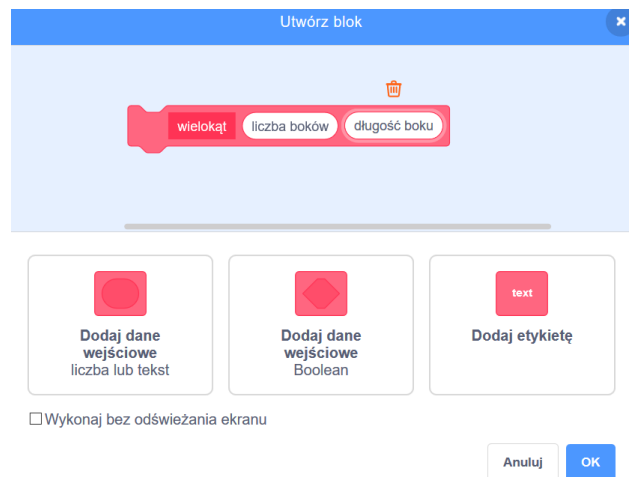 Utwórz blok
wielokąt liczba boków długość boku
text
Dodaj dane
wejściowe
liczba lub tekst
Dodaj dane
wejściowe
Boolean
Dodaj etykietę
Wykonaj bez odświeżania ekranu
Anuluj OK